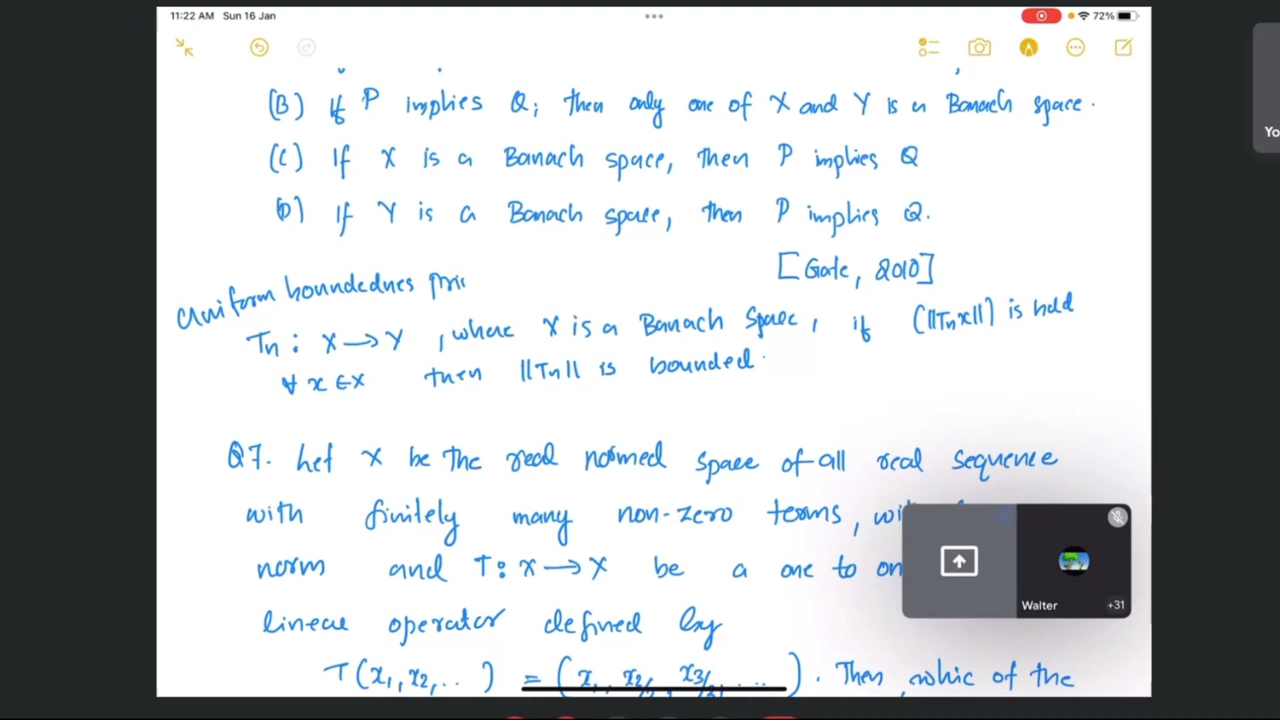 11:22 AM Sun 16 Jan
72%
(B) If P implies Q; then only one of X and Y is a Banach space.
(C) If X is a Banach space, then P implies Q
(D) If Y is a Banach space, then P implies Q.
[Gate, 2010]
Uniform boundednes pric
Tn : X → Y , where X is a Banach Space , if (||Tnx||) is bdd
∀ x ∈ X then ||Tn|| is bounded.
Q7. Let X be the real normed space of all real sequence
with finitely many non-zero terms,
norm and T: X → X be a one to
linear operator defined by
T(x1, x2, .. ) = (x1, x2/2, x3/3, ... ). Then, whic of the
Walter +31
Yo